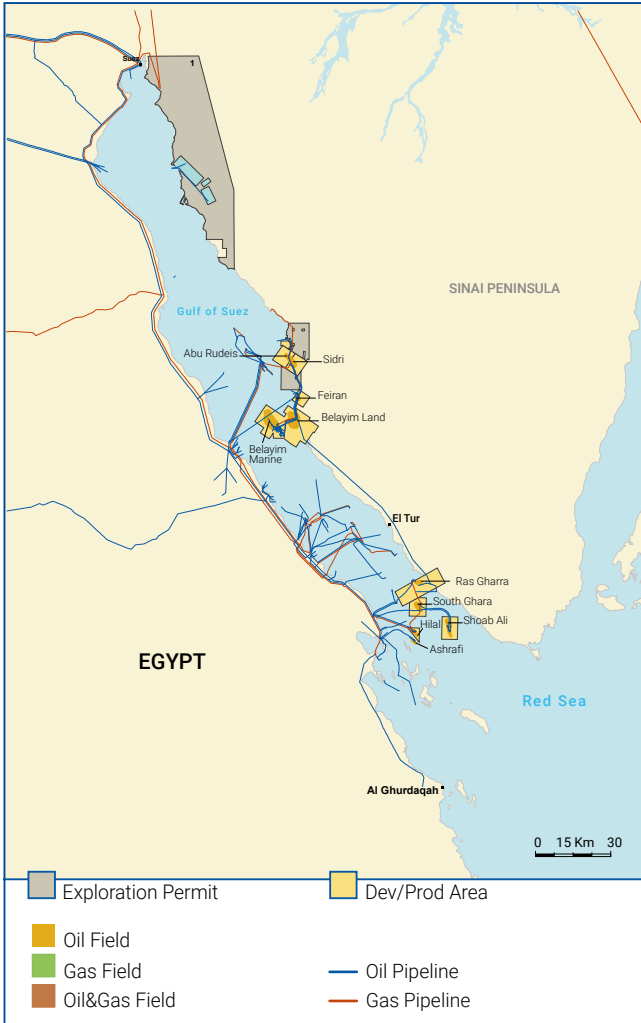 Suez
1
SINAI PENINSULA
Gulf of Suez
Abu Rudeis
Sidri
Feiran
Belayim Land
Belayim
Marine
El Tur
Ras Gharra
South Ghara
Hilal
Shoab Ali
Ashrafi
EGYPT
Red Sea
Al Ghurdaqah
0 15 Km 30
Exploration Permit
Dev/Prod Area
Oil Field
Gas Field
Oil Pipeline
Oil&Gas Field
Gas Pipeline